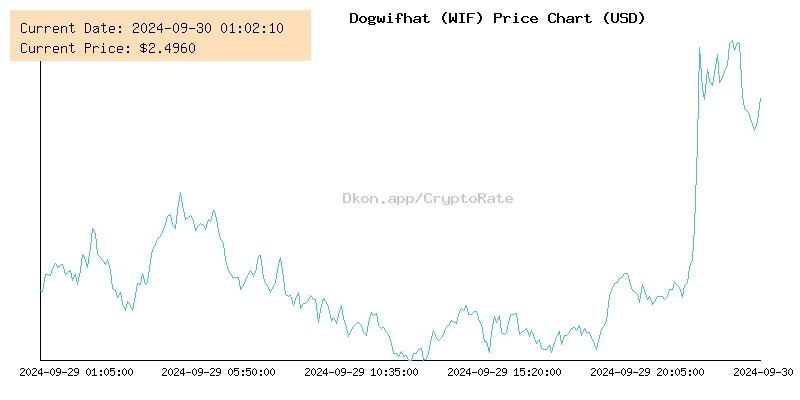 Dogwifhat (WIF) Price Chart (USD)
Current Date: 2024-09-30 01:02:10
Current Price: $2.4960
Dkon.app/CryptoRate
2024-09-29 01:05:00 2024-09-29 05:50:00 2024-09-29 10:35:00 2024-09-29 15:20:00 2024-09-29 20:05:00 2024-09-30